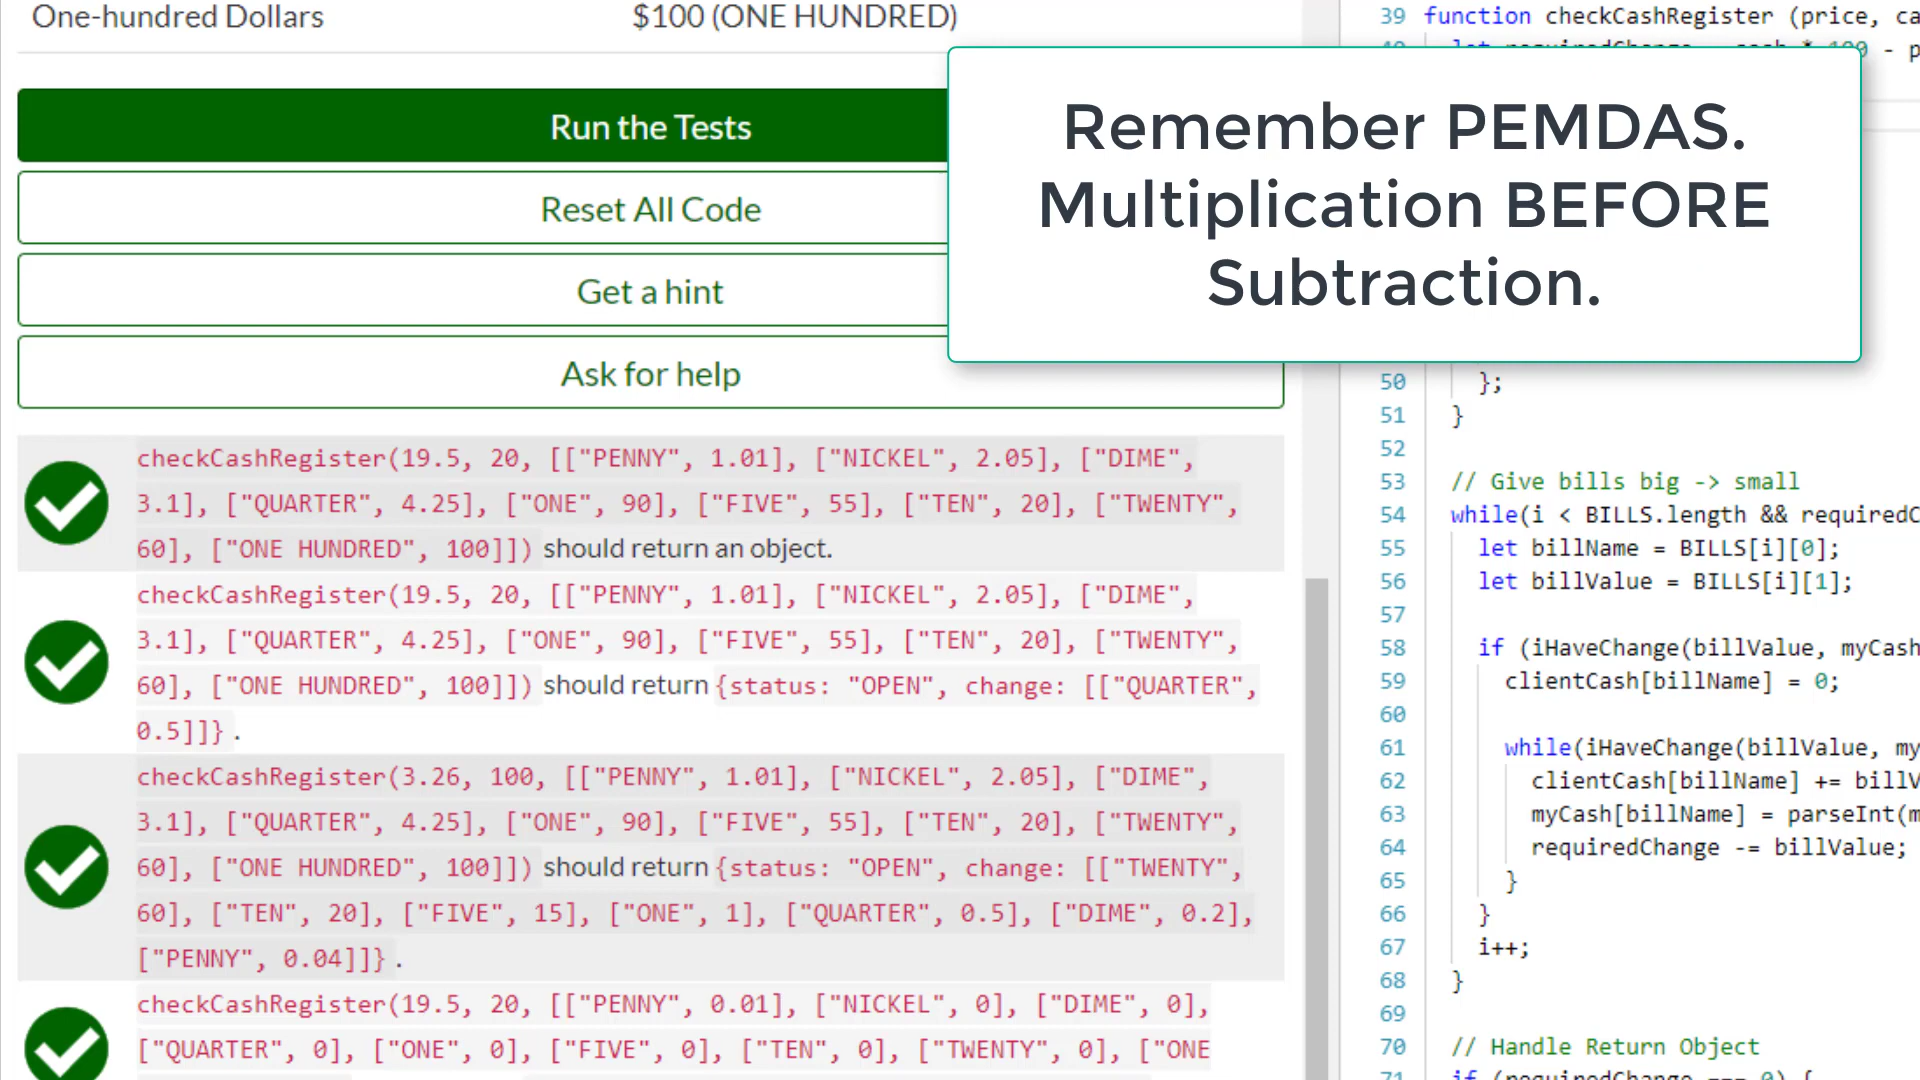 One-hundred Dollars $100 (ONE HUNDRED)
Run the Tests
Reset All Code
Get a hint
Ask for help
checkCashRegister(19.5, 20, [["PENNY", 1.01], ["NICKEL", 2.05], ["DIME",
3.1], ["QUARTER", 4.25], ["ONE", 90], ["FIVE", 55], ["TEN", 20], ["TWENTY",
60], ["ONE HUNDRED", 100]]) should return an object.
checkCashRegister(19.5, 20, [["PENNY", 1.01], ["NICKEL", 2.05], ["DIME",
3.1], ["QUARTER", 4.25], ["ONE", 90], ["FIVE", 55], ["TEN", 20], ["TWENTY",
60], ["ONE HUNDRED", 100]]) should return {status: "OPEN", change: [["QUARTER",
0.5]]} .
checkCashRegister(3.26, 100, [["PENNY", 1.01], ["NICKEL", 2.05], ["DIME",
3.1], ["QUARTER", 4.25], ["ONE", 90], ["FIVE", 55], ["TEN", 20], ["TWENTY",
60], ["ONE HUNDRED", 100]]) should return {status: "OPEN", change: [["TWENTY",
60], ["TEN", 20], ["FIVE", 15], ["ONE", 1], ["QUARTER", 0.5], ["DIME", 0.2],
["PENNY", 0.04]]} .
checkCashRegister(19.5, 20, [["PENNY", 0.01], ["NICKEL", 0], ["DIME", 0],
["QUARTER", 0], ["ONE", 0], ["FIVE", 0], ["TEN", 0], ["TWENTY", 0], ["ONE
Remember PEMDAS.
Multiplication BEFORE
Subtraction.
39 function checkCashRegister (price, ca
50 };
51 }
52
53 // Give bills big -> small
54 while(i < BILLS.length && requiredC
55 let billName = BILLS[i][0];
56 let billValue = BILLS[i][1];
57
58 if (iHaveChange(billValue, myCash
59 clientCash[billName] = 0;
60
61 while(iHaveChange(billValue, my
62 clientCash[billName] += billV
63 myCash[billName] = parseInt(m
64 requiredChange -= billValue;
65 }
66 }
67 i++;
68 }
69
70 // Handle Return Object
71 if (requiredChange === 0) {